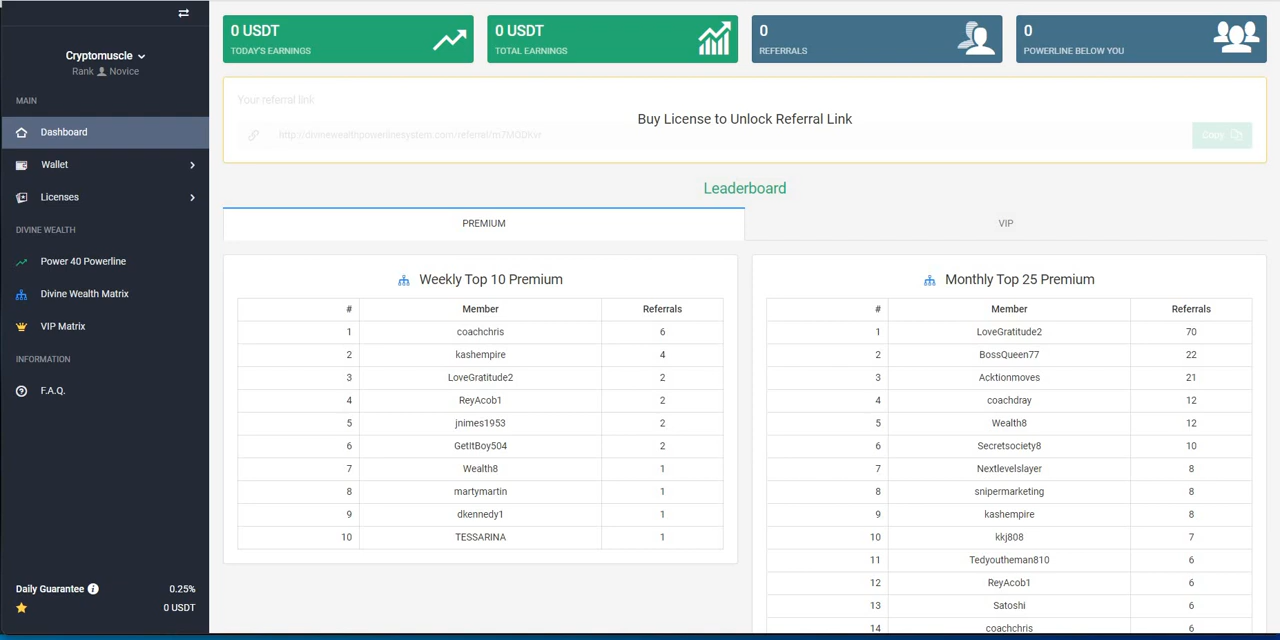 Cryptomuscle
Rank Novice
MAIN
Dashboard
Wallet
Licenses
DIVINE WEALTH
Power 40 Powerline
Divine Wealth Matrix
VIP Matrix
INFORMATION
F.A.Q.
Daily Guarantee 0.25%
0 USDT
0 USDT
TODAY'S EARNINGS
0 USDT
TOTAL EARNINGS
0
REFERRALS
0
POWERLINE BELOW YOU
Your referral link
Buy License to Unlock Referral Link
http://divinewealthpowerlinesystem.com/referral/m7MQDKvr
Copy
Leaderboard
PREMIUM
VIP
Weekly Top 10 Premium
# Member Referrals
1 coachchris 6
2 kashempire 4
3 LoveGratitude2 2
4 ReyAcob1 2
5 jnimes1953 2
6 GetItBoy504 2
7 Wealth8 1
8 martymartin 1
9 dkennedy1 1
10 TESSARINA 1
Monthly Top 25 Premium
# Member Referrals
1 LoveGratitude2 70
2 BossQueen77 22
3 Acktionmoves 21
4 coachdray 12
5 Wealth8 12
6 Secretsociety8 10
7 Nextlevelslayer 8
8 snipermarketing 8
9 kashempire 8
10 kkj808 7
11 Tedyoutheman810 6
12 ReyAcob1 6
13 Satoshi 6
14 coachchris 6